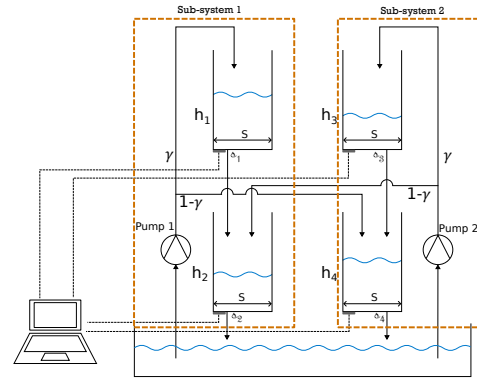 Sub-system 1
Sub-system 2
h1
S
a1
h3
S
a3
γ
γ
1-γ
1-γ
Pump 1
Pump 2
h2
S
a2
h4
S
a4